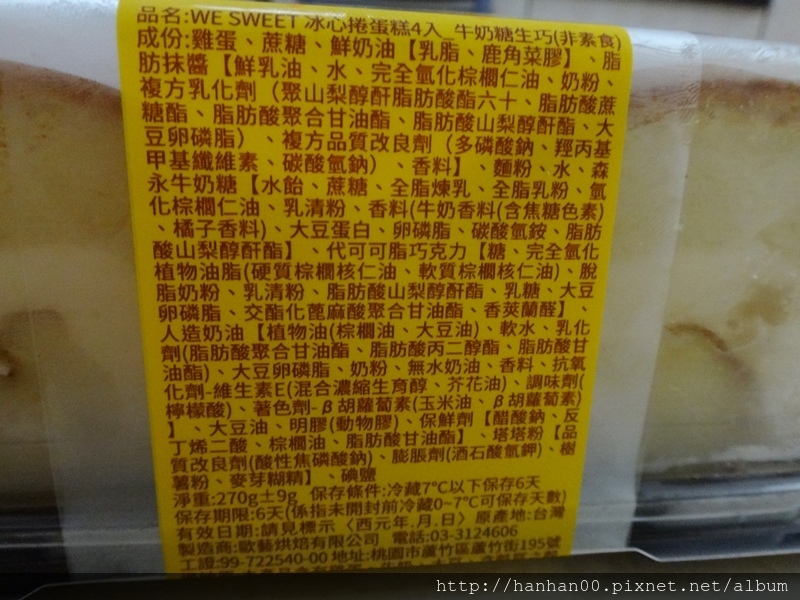 品名:WE SWEET 冰心捲蛋糕4入_牛奶糖生巧(非素食)
成份:雞蛋、蔗糖、鮮奶油【乳脂、鹿角菜膠】、脂
肪抹醬【鮮乳油、水、完全氫化棕櫚仁油、奶粉、
複方乳化劑（聚山梨醇酐脂肪酸酯六十、脂肪酸蔗
糖酯、脂肪酸聚合甘油酯、脂肪酸山梨醇酐酯、大
豆卵磷脂）、複方品質改良劑（多磷酸鈉、羥丙基
甲基纖維素、碳酸氫鈉）、香料】、麵粉、水、森
永牛奶糖【水飴、蔗糖、全脂煉乳、全脂乳粉、氫
化棕櫚仁油、乳清粉、香料(牛奶香料(含焦糖色素)
、橘子香料)、大豆蛋白、卵磷脂、碳酸氫銨、脂肪
酸山梨醇酐酯】、代可可脂巧克力【糖、完全氫化
植物油脂(硬質棕櫚核仁油、軟質棕櫚核仁油)、脫
脂奶粉、乳清粉、脂肪酸山梨醇酐酯、乳糖、大豆
卵磷脂、交酯化蓖麻酸聚合甘油酯、香莢蘭醛】、
人造奶油【植物油(棕櫚油、大豆油)、軟水、乳化
劑(脂肪酸聚合甘油酯、脂肪酸丙二醇酯、脂肪酸甘
油酯)、大豆卵磷脂、奶粉、無水奶油、香料、抗氧
化劑-維生素E(混合濃縮生育醇、芥花油)、調味劑(
檸檬酸)、著色劑-β胡蘿蔔素(玉米油、β胡蘿蔔素)
】、大豆油、明膠(動物膠)、保鮮劑【醋酸鈉、反
丁烯二酸、棕櫚油、脂肪酸甘油酯】、塔塔粉【品
質改良劑(酸性焦磷酸鈉)、膨脹劑(酒石酸氫鉀)、樹
薯粉、麥芽糊精】、碘鹽
淨重:270g±9g 保存條件:冷藏7℃以下保存6天
保存期限:6天(係指未開封前冷藏0~7℃可保存天數)
有效日期:請見標示〈西元年.月.日〉原產地:台灣
製造商:歐藝烘焙有限公司 電話:03-3124606
工證:99-722540-00 地址:桃園市蘆竹區蘆竹街195號
http://hanhan00.pixnet.net/album